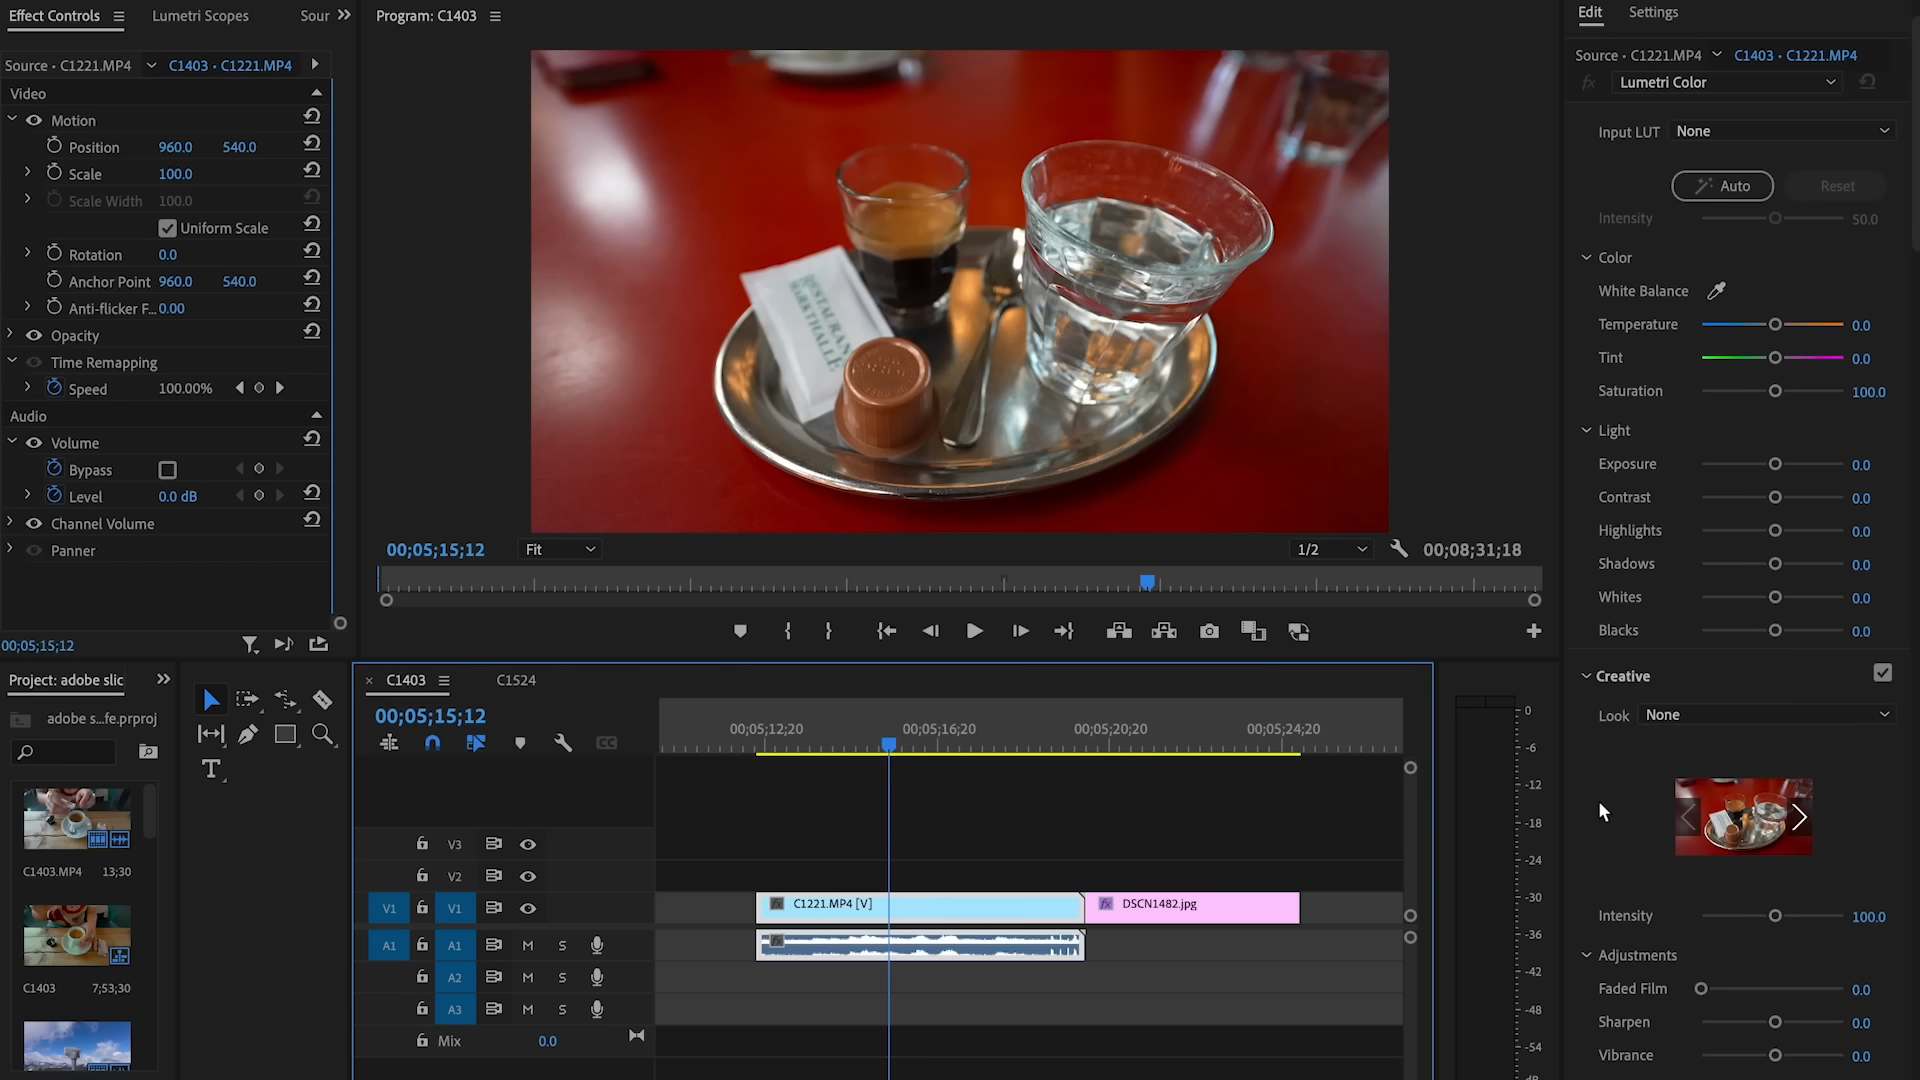 Effect Controls
Lumetri Scopes
Sour
Program: C1403
Edit
Settings
Source · C1221.MP4
C1403 · C1221.MP4
Source · C1221.MP4
C1403 · C1221.MP4
fx
Lumetri Color
Video
Motion
Position 960.0 540.0
Scale 100.0
Scale Width 100.0
Uniform Scale
Rotation 0.0
Anchor Point 960.0 540.0
Anti-flicker F... 0.00
Opacity
Time Remapping
Speed 100.00%
Audio
Volume
Bypass
Level 0.0 dB
Channel Volume
Panner
00;05;15;12
RESTAURANT
MARKTHALLE
00;05;15;12
Fit
1/2
00;08;31;18
Input LUT None
Auto
Reset
Intensity 50.0
Color
White Balance
Temperature 0.0
Tint 0.0
Saturation 100.0
Light
Exposure 0.0
Contrast 0.0
Highlights 0.0
Shadows 0.0
Whites 0.0
Blacks 0.0
Creative
Look None
Intensity 100.0
Adjustments
Faded Film 0.0
Sharpen 0.0
Vibrance 0.0
Project: adobe slic
adobe s...fe.prproj
C1403.MP4 13;30
C1403 7;53;30
T
× C1403
C1524
00;05;15;12
CC
00;05;12;20
00;05;16;20
00;05;20;20
00;05;24;20
V3
V2
V1 V1
fx C1221.MP4 [V]
fx DSCN1482.jpg
A1 A1 M S
fx
A2 M S
A3 M S
Mix 0.0
0
-6
-12
-18
-24
-30
-36
-42
-48
-54
dB